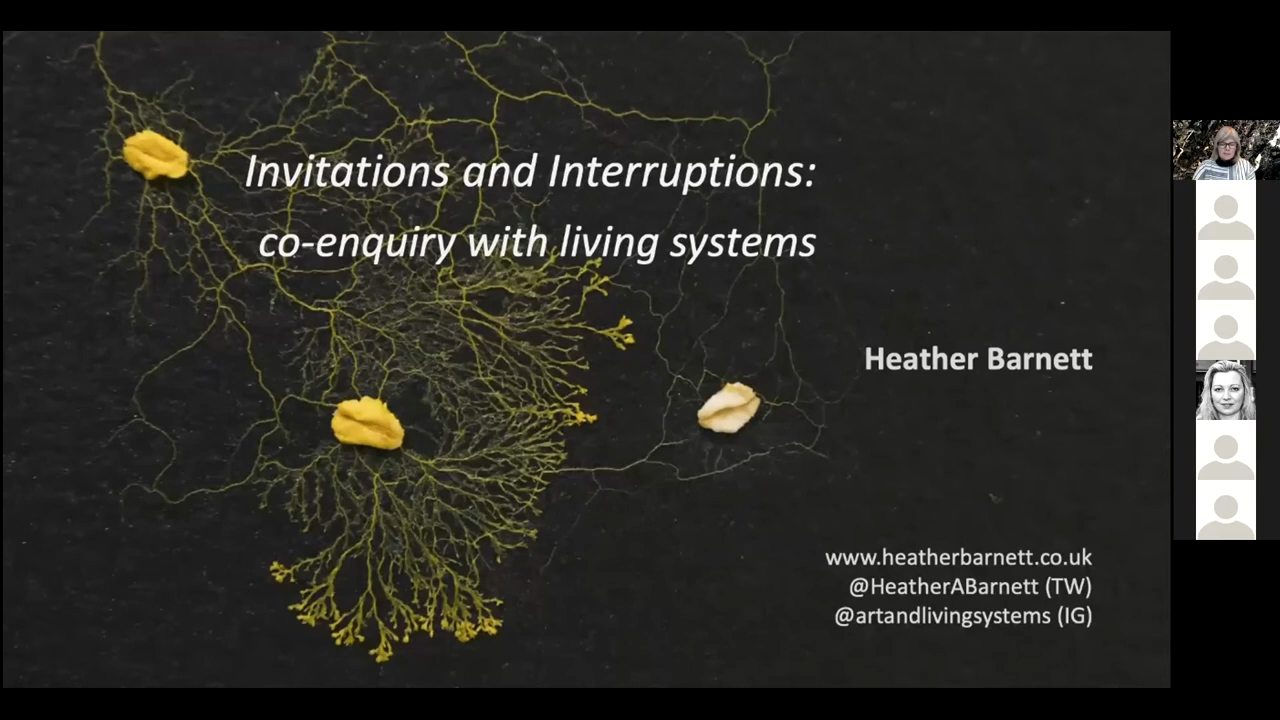 Invitations and Interruptions:
co-enquiry with living systems
Heather Barnett
www.heatherbarnett.co.uk
@HeatherABarnett (TW)
@artandlivingsystems (IG)